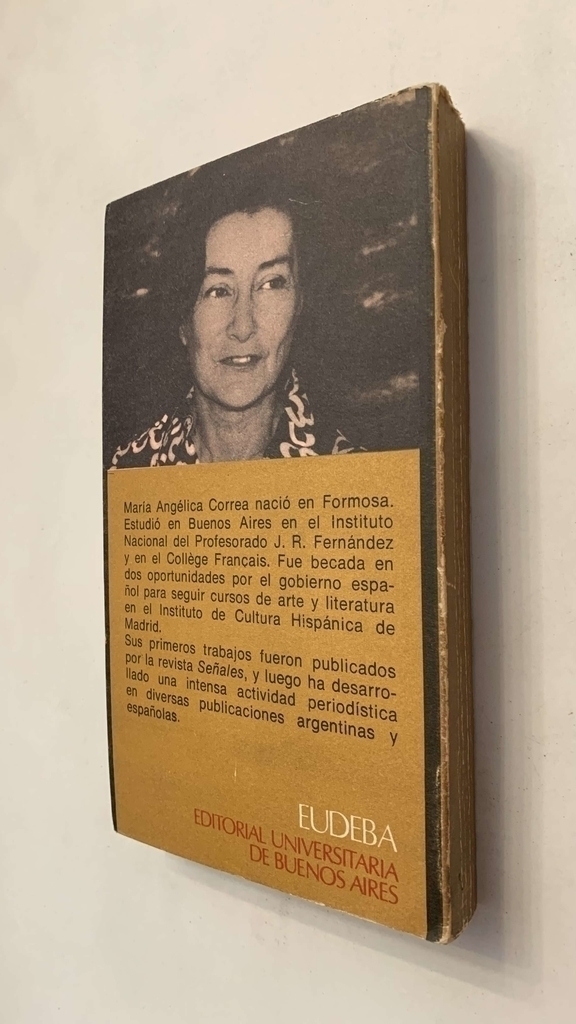 María Angélica Correa nació en Formosa.
Estudió en Buenos Aires en el Instituto
Nacional del Profesorado J. R. Fernández
y en el Collège Français. Fue becada en
dos oportunidades por el gobierno espa-
ñol para seguir cursos de arte y literatura
en el Instituto de Cultura Hispánica de
Madrid.
Sus primeros trabajos fueron publicados
por la revista Señales, y luego ha desarro-
llado una intensa actividad periodística
en diversas publicaciones argentinas y
españolas.
EUDEBA
EDITORIAL UNIVERSITARIA
DE BUENOS AIRES